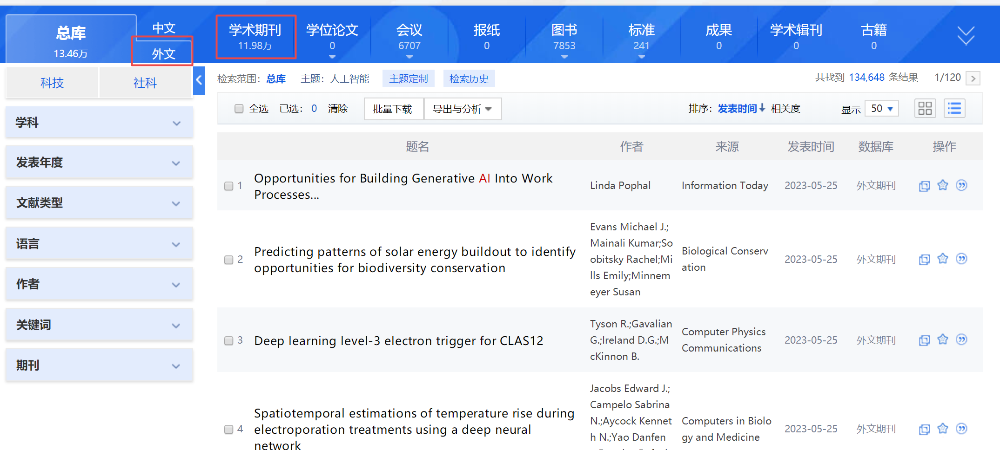 总库
13.46万
中文
外文
学术期刊
11.98万
学位论文
0
会议
6707
报纸
0
图书
7853
标准
241
成果
0
学术辑刊
0
古籍
0
科技
社科
检索范围：总库 主题：人工智能 主题定制 检索历史 共找到 134,648 条结果 1/120
全选 已选：0 清除 批量下载 导出与分析 排序：发表时间 相关度 显示 50
学科
发表年度
文献类型
语言
作者
关键词
期刊
题名 作者 来源 发表时间 数据库 操作
1
Opportunities for Building Generative AI Into Work
Processes...
Linda Pophal
Information Today
2023-05-25
外文期刊
2
Predicting patterns of solar energy buildout to identify
opportunities for biodiversity conservation
Evans Michael J.;
Mainali Kumar;So
obitsky Rachel;Mi
lls Emily;Minnem
eyer Susan
Biological Conserv
ation
2023-05-25
外文期刊
3
Deep learning level-3 electron trigger for CLAS12
Tyson R.;Gavalian
G.;Ireland D.G.;M
cKinnon B.
Computer Physics
Communications
2023-05-25
外文期刊
4
Spatiotemporal estimations of temperature rise during
electroporation treatments using a deep neural
network
Jacobs Edward J.;
Campelo Sabrina
N.;Aycock Kennet
h N.;Yao Danfen
Computers in Biolo
gy and Medicine
2023-05-25
外文期刊